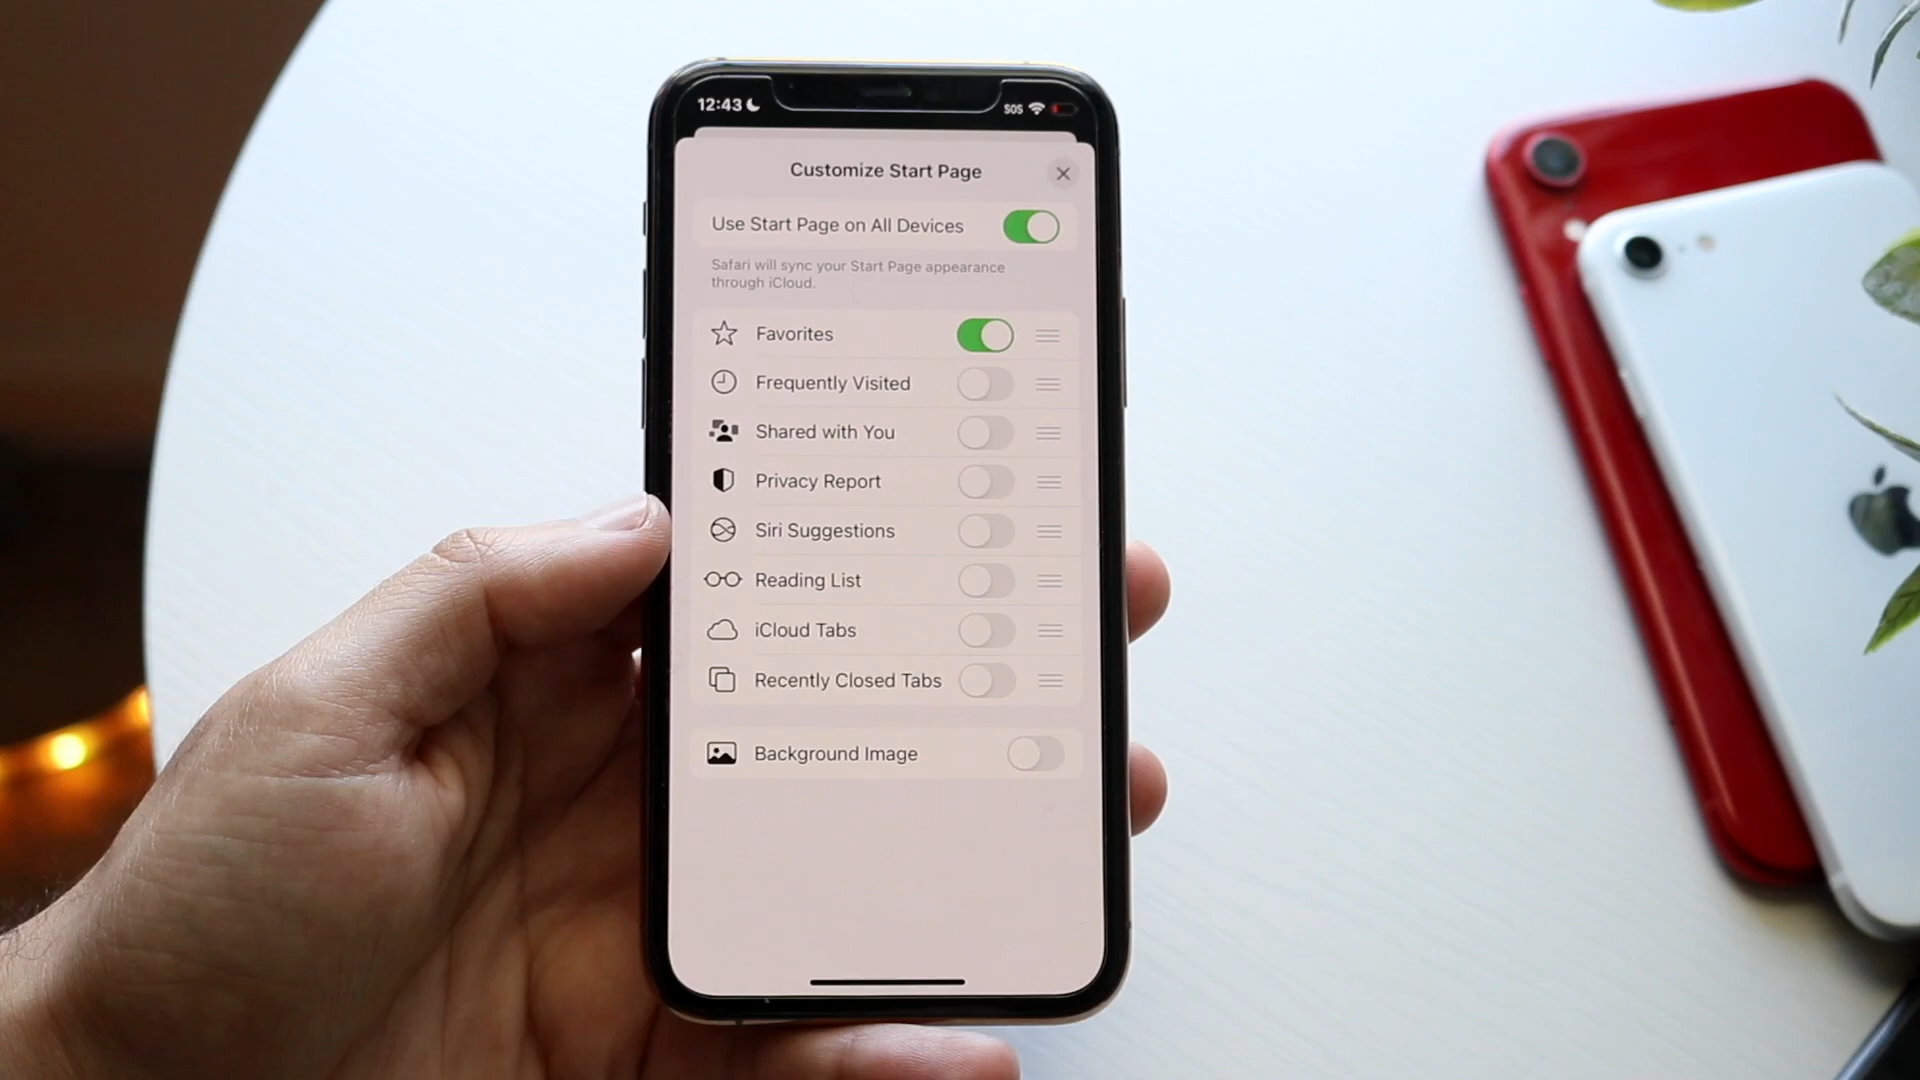 12:43
SOS
Customize Start Page
Use Start Page on All Devices
Safari will sync your Start Page appearance
through iCloud.
Favorites
Frequently Visited
Shared with You
Privacy Report
Siri Suggestions
Reading List
iCloud Tabs
Recently Closed Tabs
Background Image